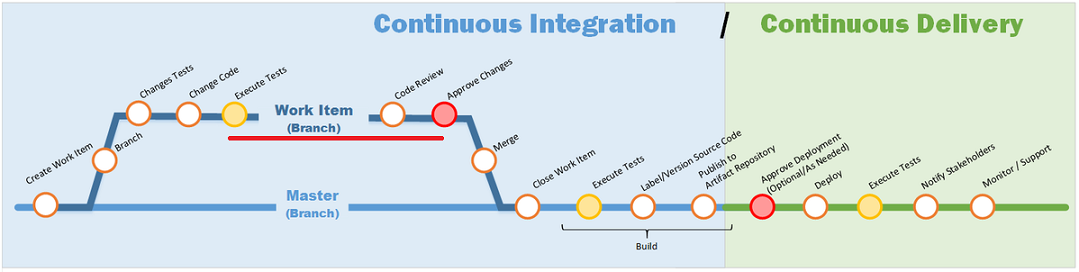 Continuous Integration / Continuous Delivery
Changes Tests
Change Code
Execute Tests
Code Review
Approve Changes
Work Item
(Branch)
Create Work Item
Branch
Merge
Master
(Branch)
Close Work Item
Execute Tests
Label/Version Source Code
Publish to
Artifact Repository
Approve Deployment
(Optional/As Needed)
Deploy
Execute Tests
Notify Stakeholders
Monitor / Support
Build